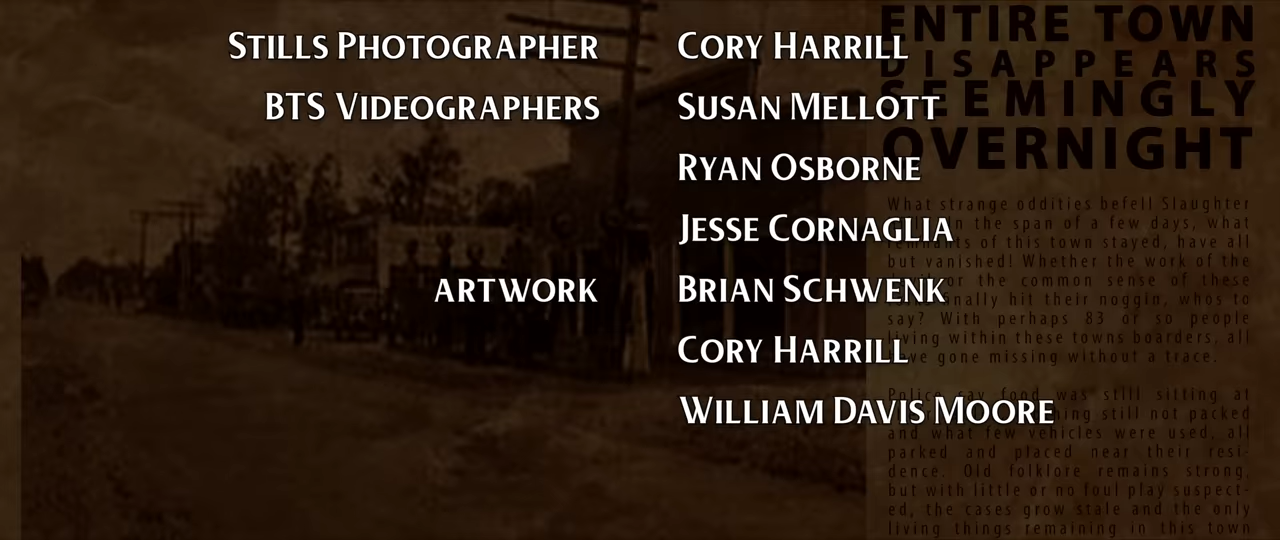 Stills Photographer Cory Harrill
BTS Videographers Susan Mellott
Ryan Osborne
Jesse Cornaglia
Artwork Brian Schwenk
Cory Harrill
William Davis Moore
ENTIRE TOWN
DISAPPEARS
SEEMINGLY
OVERNIGHT
What strange oddities befell Slaughter
in the span of a few days, what
remnants of this town stayed, have all
but vanished! Whether the work of the
or the common sense of these
finally hit their noggin, whos to
say? With perhaps 83 or so people
living within these towns boarders, all
have gone missing without a trace.
Police say food was still sitting at
still not packed
and what few vehicles were used, all
parked and placed near their resi-
dence. Old folklore remains strong,
but with little or no foul play suspect-
ed, the cases grow stale and the only
living things remaining in this town